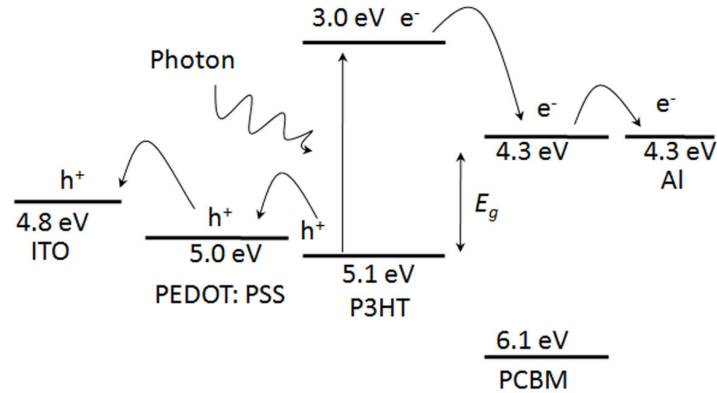 3.0 eV e-
Photon
e-
e-
4.3 eV
4.3 eV
Al
h+
4.8 eV
ITO
h+
h+
Eg
5.0 eV
PEDOT: PSS
5.1 eV
P3HT
6.1 eV
PCBM